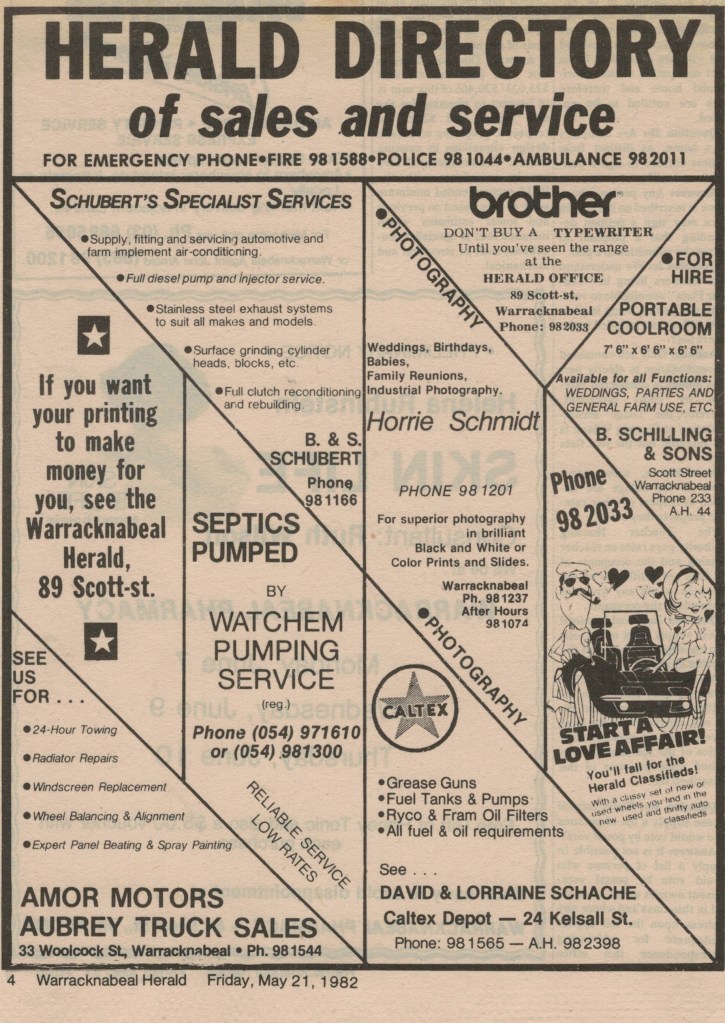 HERALD DIRECTORY
of sales and service
FOR EMERGENCY PHONE•FIRE 981588•POLICE 981044•AMBULANCE 982011
SCHUBERT'S SPECIALIST SERVICES
•Supply, fitting and servicing automotive and
farm implement air-conditioning.
•Full diesel pump and injector service.
•Stainless steel exhaust systems
to suit all makes and models.
•Surface grinding cylinder
heads, blocks, etc.
•Full clutch reconditioning
and rebuilding.
B. & S.
SCHUBERT
Phone
981166
If you want
your printing
to make
money for
you, see the
Warracknabeal
Herald,
89 Scott-st.
SEPTICS
PUMPED
BY
WATCHEM
PUMPING
SERVICE
(reg.)
Phone (054) 971610
or (054) 981300
RELIABLE SERVICE
LOW RATES
SEE
US
FOR . . .
•24-Hour Towing
•Radiator Repairs
•Windscreen Replacement
•Wheel Balancing & Alignment
•Expert Panel Beating & Spray Painting
AMOR MOTORS
AUBREY TRUCK SALES
33 Woolcock St., Warracknabeal • Ph. 981544
brother
DON'T BUY A TYPEWRITER
Until you've seen the range
at the
HERALD OFFICE
89 Scott-st,
Warracknabeal
Phone: 982033
•PHOTOGRAPHY
Weddings, Birthdays,
Babies,
Family Reunions,
Industrial Photography.
Horrie Schmidt
PHONE 981201
For superior photography
in brilliant
Black and White or
Color Prints and Slides.
Warracknabeal
Ph. 981237
After Hours
981074
•PHOTOGRAPHY
•FOR
HIRE
PORTABLE
COOLROOM
7' 6" x 6' 6" x 6' 6"
Available for all Functions:
WEDDINGS, PARTIES AND
GENERAL FARM USE, ETC.
B. SCHILLING
& SONS
Scott Street
Warracknabeal
Phone 233
A.H. 44
Phone
982033
START A
LOVE AFFAIR!
You'll fall for the
Herald Classifieds!
With a classy set of new or
used wheels you find in the
new used and thrifty auto
classifieds
CALTEX
•Grease Guns
•Fuel Tanks & Pumps
•Ryco & Fram Oil Filters
•All fuel & oil requirements
See . . .
DAVID & LORRAINE SCHACHE
Caltex Depot — 24 Kelsall St.
Phone: 981565 — A.H. 982398
4 Warracknabeal Herald Friday, May 21, 1982